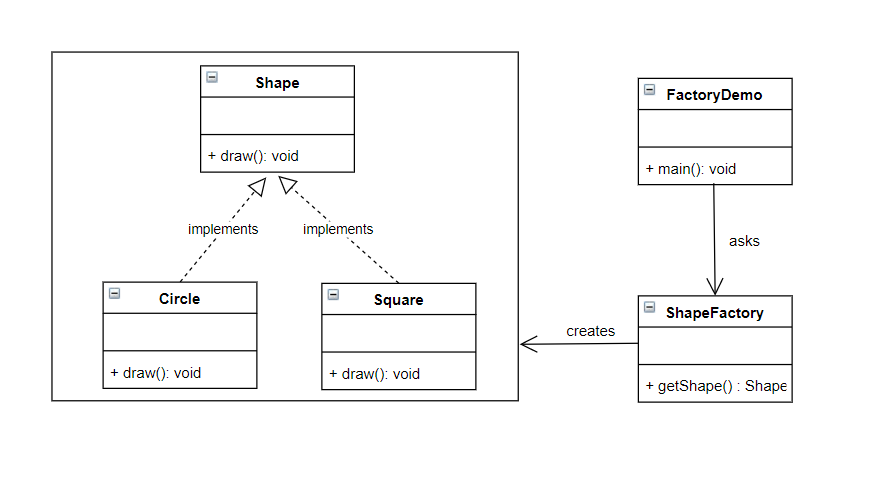 Shape
+ draw(): void
implements
implements
Circle
+ draw(): void
Square
+ draw(): void
FactoryDemo
+ main(): void
asks
ShapeFactory
+ getShape() : Shape
creates